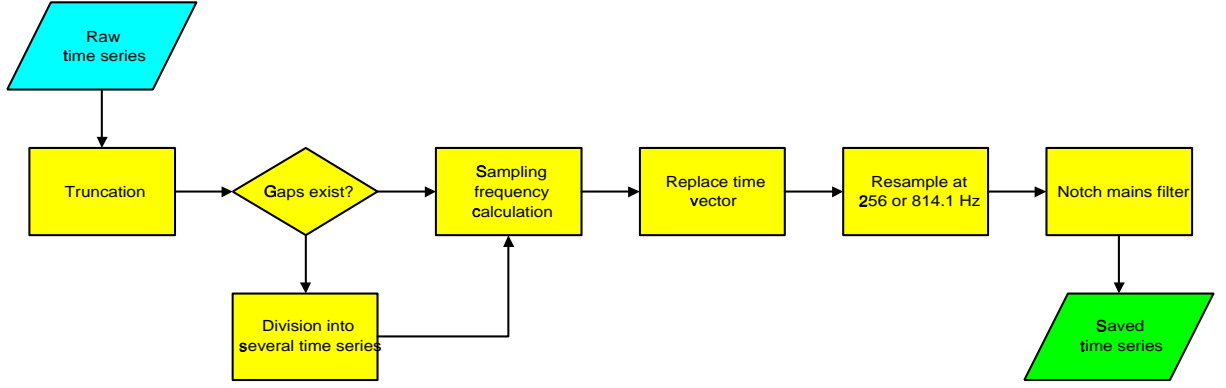 Raw
time series
Truncation
Gaps exist?
Sampling
frequency
calculation
Replace time
vector
Resample at
256 or 814.1 Hz
Notch mains filter
Division into
several time series
Saved
time series